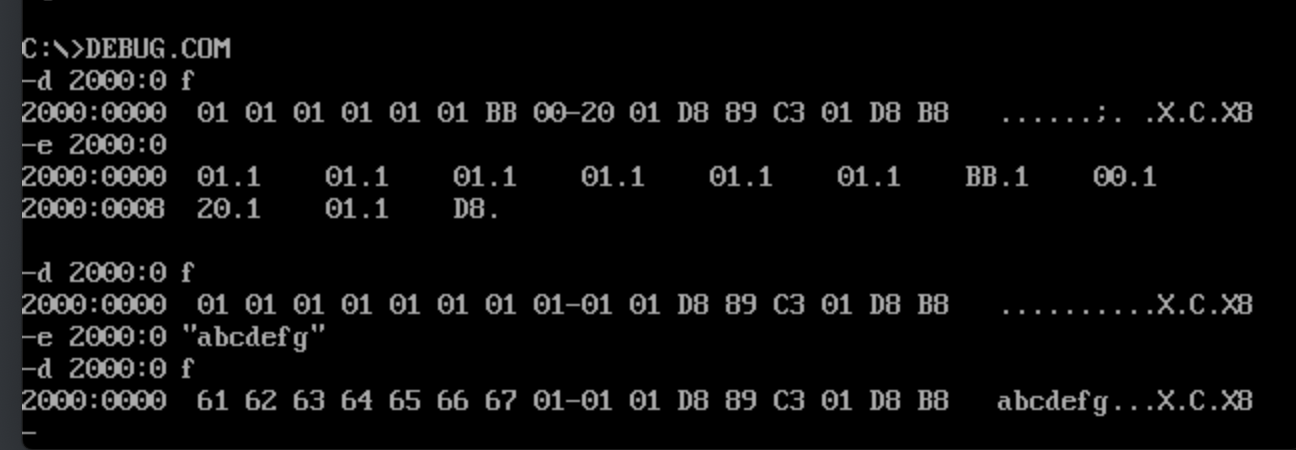 C:\>DEBUG.COM
-d 2000:0 f
2000:0000  01 01 01 01 01 01 BB 00-20 01 D8 89 C3 01 D8 B8   ......;. .X.C.X8
-e 2000:0
2000:0000  01.1    01.1    01.1    01.1    01.1    01.1    BB.1    00.1
2000:0008  20.1    01.1    D8.
-d 2000:0 f
2000:0000  01 01 01 01 01 01 01 01-01 01 D8 89 C3 01 D8 B8   ..........X.C.X8
-e 2000:0 "abcdefg"
-d 2000:0 f
2000:0000  61 62 63 64 65 66 67 01-01 01 D8 89 C3 01 D8 B8   abcdefg...X.C.X8
-